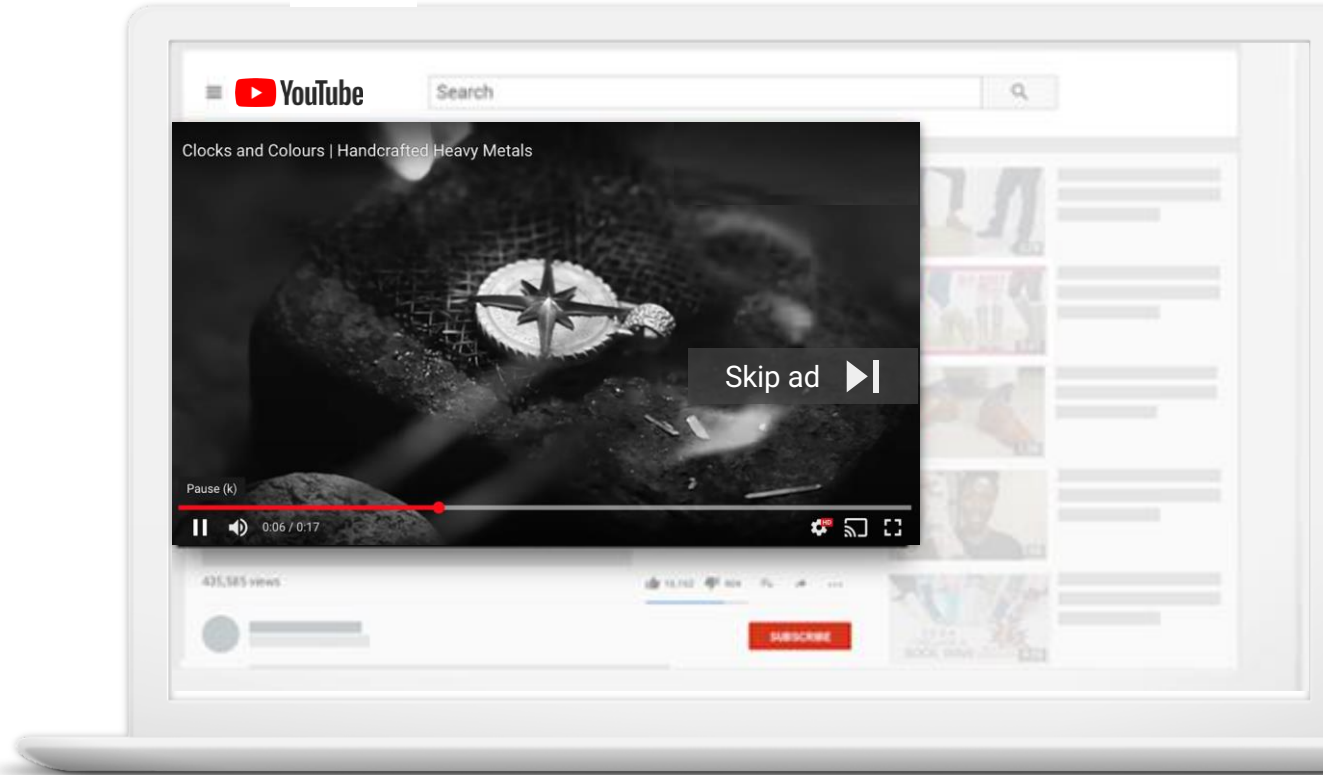 YouTube
Search
Clocks and Colours | Handcrafted Heavy Metals
Skip ad
Pause (k)
0:06 / 0:17
HD
435,585 views
SUBSCRIBE